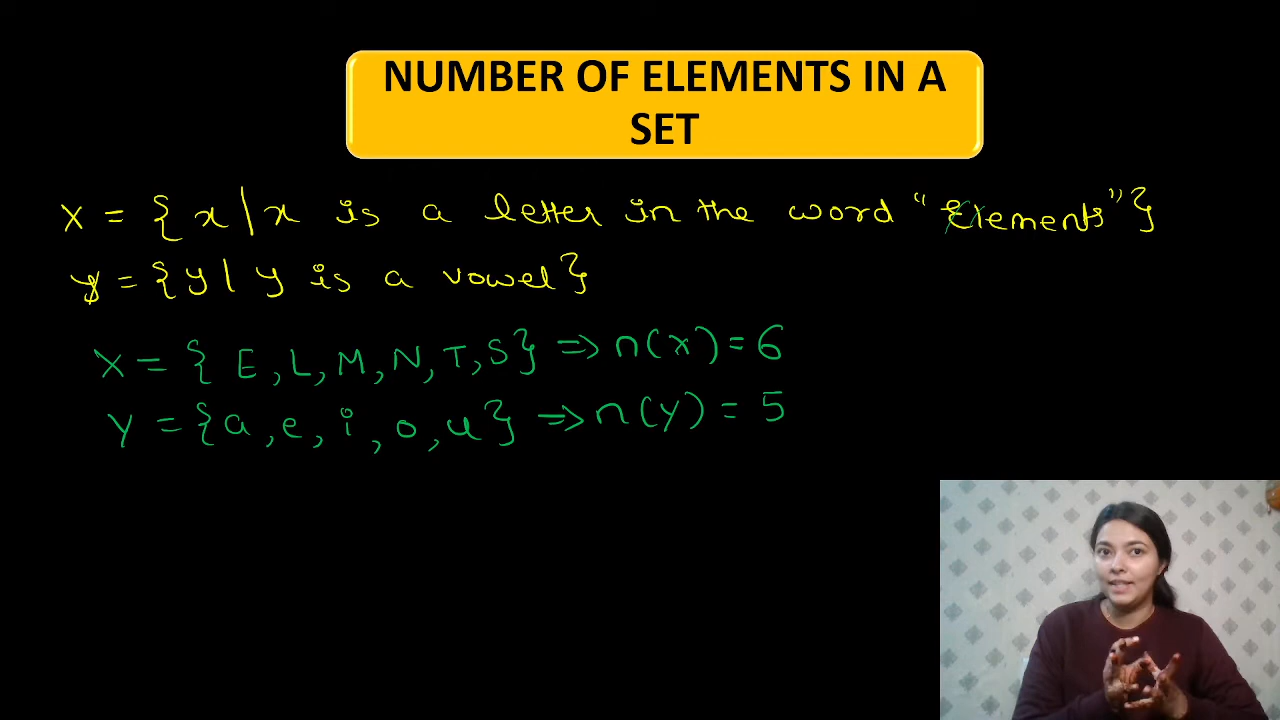 NUMBER OF ELEMENTS IN A
SET
X = {x | x is a letter in the word "Elements"}
Y = {y | y is a vowel}
X = {E, L, M, N, T, S} => n(x) = 6
Y = {a, e, i, o, u} => n(y) = 5